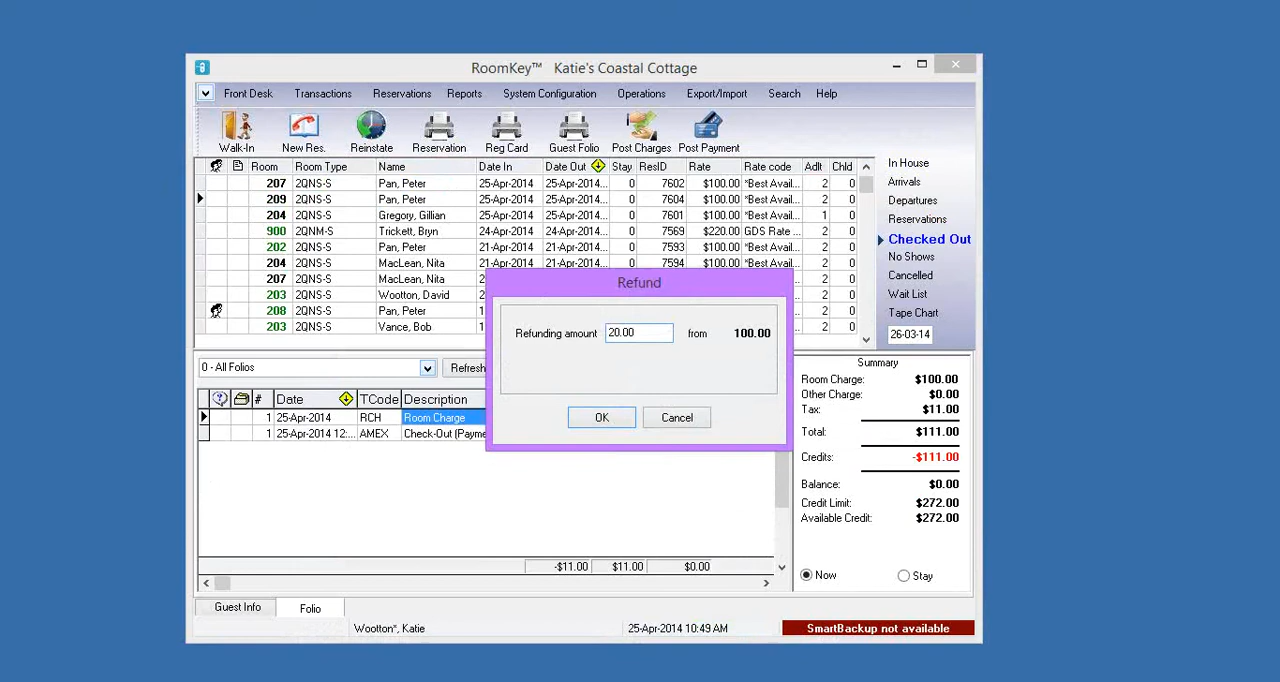 RoomKey™ Katie's Coastal Cottage
Front Desk Transactions Reservations Reports System Configuration Operations Export/Import Search Help
Walk-In New Res. Reinstate Reservation Reg Card Guest Folio Post Charges Post Payment
Room Room Type Name Date In Date Out Stay ResID Rate Rate code Adlt Chld
207 2QNS-S Pan, Peter 25-Apr-2014 25-Apr-2014... 0 7602 $100.00 *Best Avail... 2 0
209 2QNS-S Pan, Peter 25-Apr-2014 25-Apr-2014... 0 7604 $100.00 *Best Avail... 2 0
204 2QNS-S Gregory, Gillian 25-Apr-2014 25-Apr-2014... 0 7601 $100.00 *Best Avail... 1 0
900 2QNM-S Trickett, Bryn 24-Apr-2014 24-Apr-2014... 0 7569 $220.00 GDS Rate ... 2 0
202 2QNS-S Pan, Peter 21-Apr-2014 21-Apr-2014... 0 7593 $100.00 *Best Avail... 2 0
204 2QNS-S MacLean, Nita 21-Apr-2014 21-Apr-2014... 0 7594 $100.00 *Best Avail... 2 0
207 2QNS-S MacLean, Nita 2
203 2QNS-S Wootton, David 2
208 2QNS-S Pan, Peter 1
203 2QNS-S Vance, Bob 1
In House
Arrivals
Departures
Reservations
Checked Out
No Shows
Cancelled
Wait List
Tape Chart
26-03-14
Refund
Refunding amount 20.00 from 100.00
OK Cancel
0 - All Folios Refresh
# Date TCode Description
1 25-Apr-2014 RCH Room Charge
1 25-Apr-2014 12:... AMEX Check-Out (Payme
-$11.00 $11.00 $0.00
Summary
Room Charge: $100.00
Other Charge: $0.00
Tax: $11.00
Total: $111.00
Credits: -$111.00
Balance: $0.00
Credit Limit: $272.00
Available Credit: $272.00
Now Stay
Guest Info Folio
Wootton*, Katie 25-Apr-2014 10:49 AM SmartBackup not available